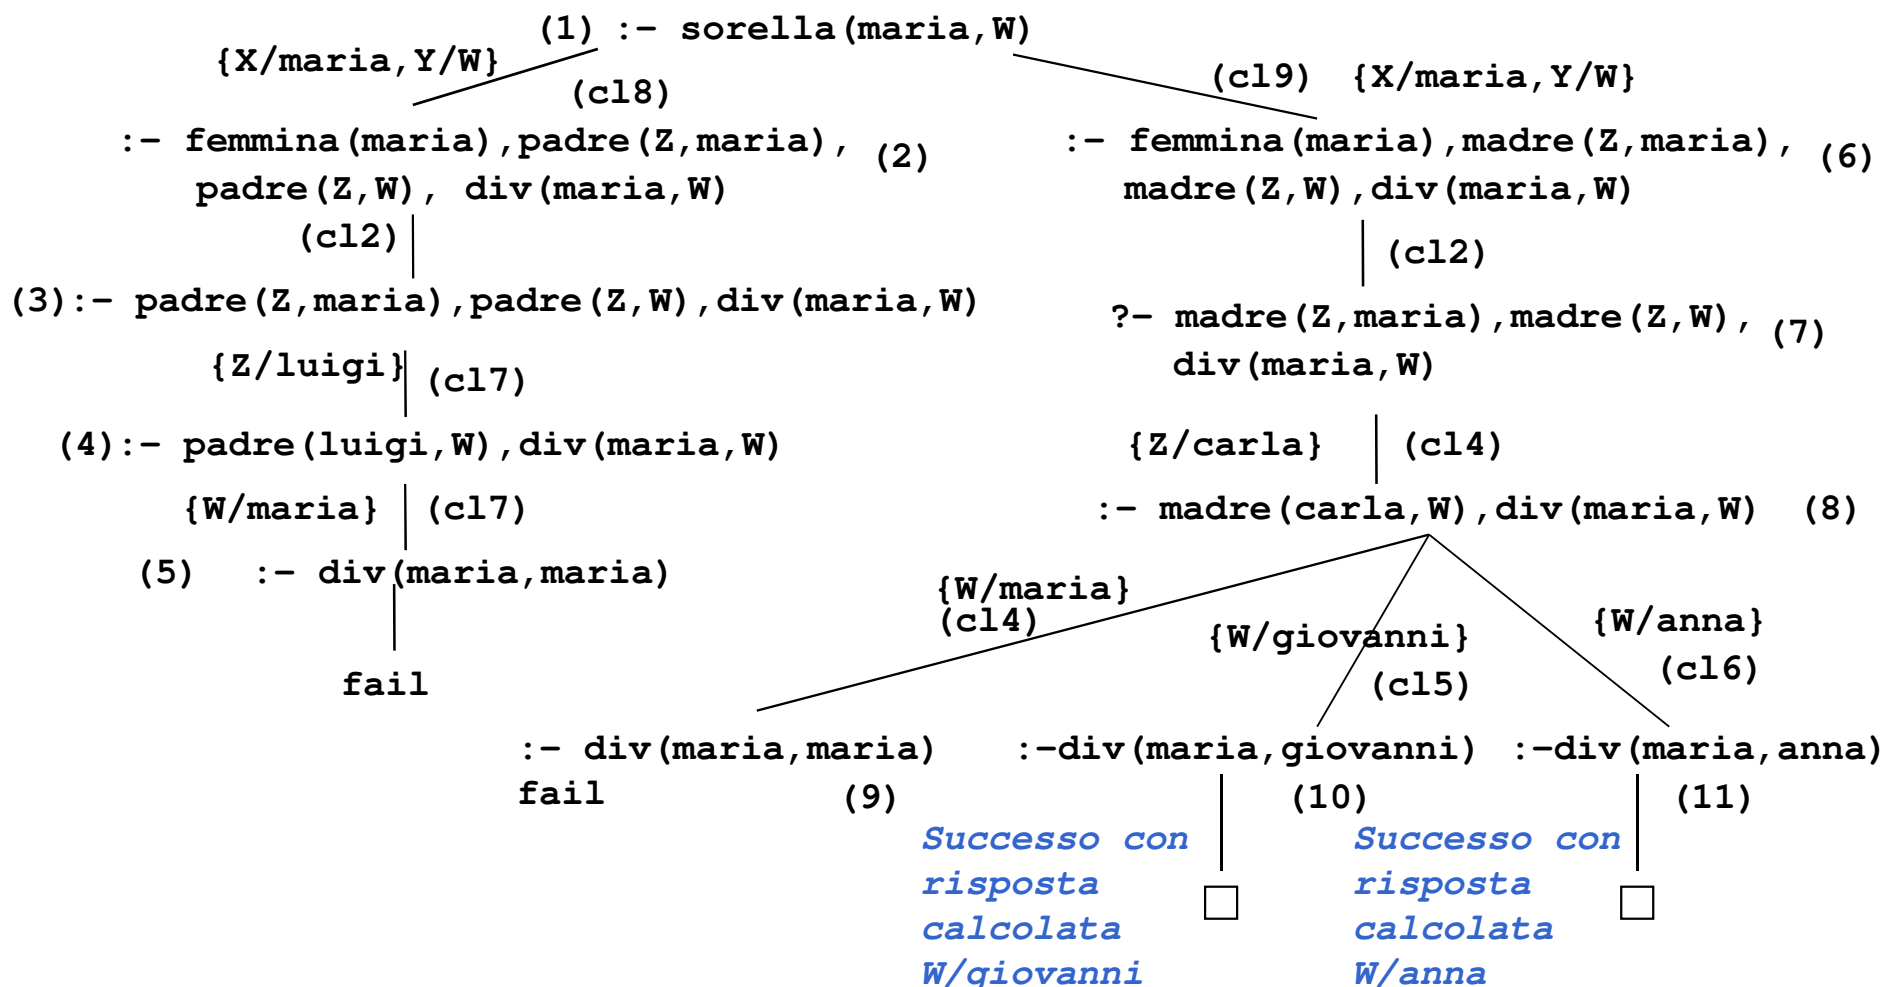 (1) :- sorella(maria,W)
{X/maria,Y/W}
(cl8)
(cl9) {X/maria,Y/W}
:- femmina(maria),padre(Z,maria), (2)
padre(Z,W), div(maria,W)
:- femmina(maria),madre(Z,maria), (6)
madre(Z,W),div(maria,W)
(cl2)
(cl2)
(3):- padre(Z,maria),padre(Z,W),div(maria,W)
?- madre(Z,maria),madre(Z,W), (7)
div(maria,W)
{Z/luigi} (cl7)
(4):- padre(luigi,W),div(maria,W)
{Z/carla} (cl4)
{W/maria} (cl7)
:- madre(carla,W),div(maria,W) (8)
(5) :- div(maria,maria)
fail
{W/maria}
(cl4)
{W/giovanni}
(cl5)
{W/anna}
(cl6)
:- div(maria,maria)
fail (9)
:-div(maria,giovanni)
(10)
:-div(maria,anna)
(11)
Successo con
risposta
calcolata
W/giovanni
Successo con
risposta
calcolata
W/anna